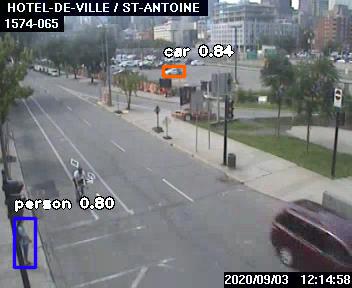 HOTEL-DE-VILLE / ST-ANTOINE
1574-065
car 0.84
person 0.80
2020/09/03 12:14:58